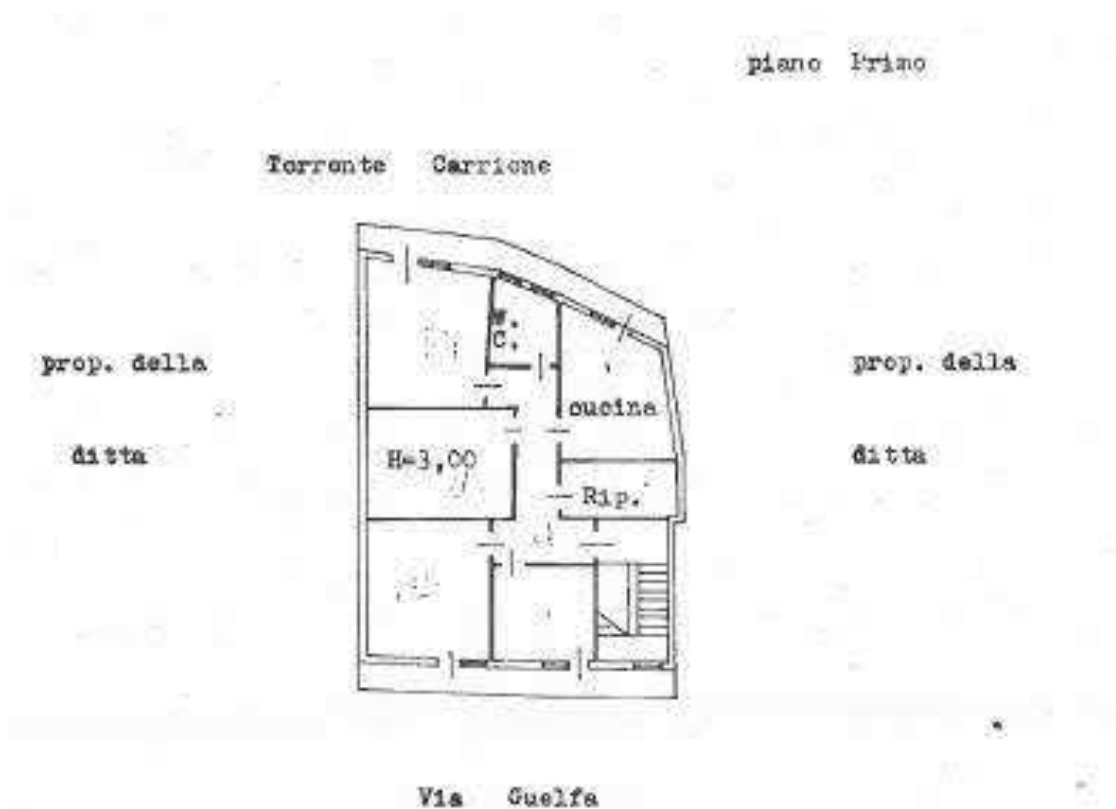 piano Primo
Torrente Carrione
W.
C.
prop. della
prop. della
cucina
ditta
H=3,00
ditta
Rip.
Via Guelfa